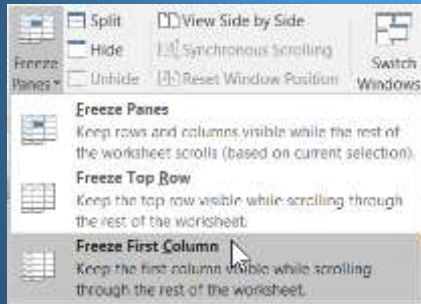 Split
View Side by Side
Hide
Synchronous Scrolling
Freeze Panes
Unhide
Reset Window Position
Switch Windows
Freeze Panes
Keep rows and columns visible while the rest of
the worksheet scrolls (based on current selection).
Freeze Top Row
Keep the top row visible while scrolling through
the rest of the worksheet.
Freeze First Column
Keep the first column visible while scrolling
through the rest of the worksheet.